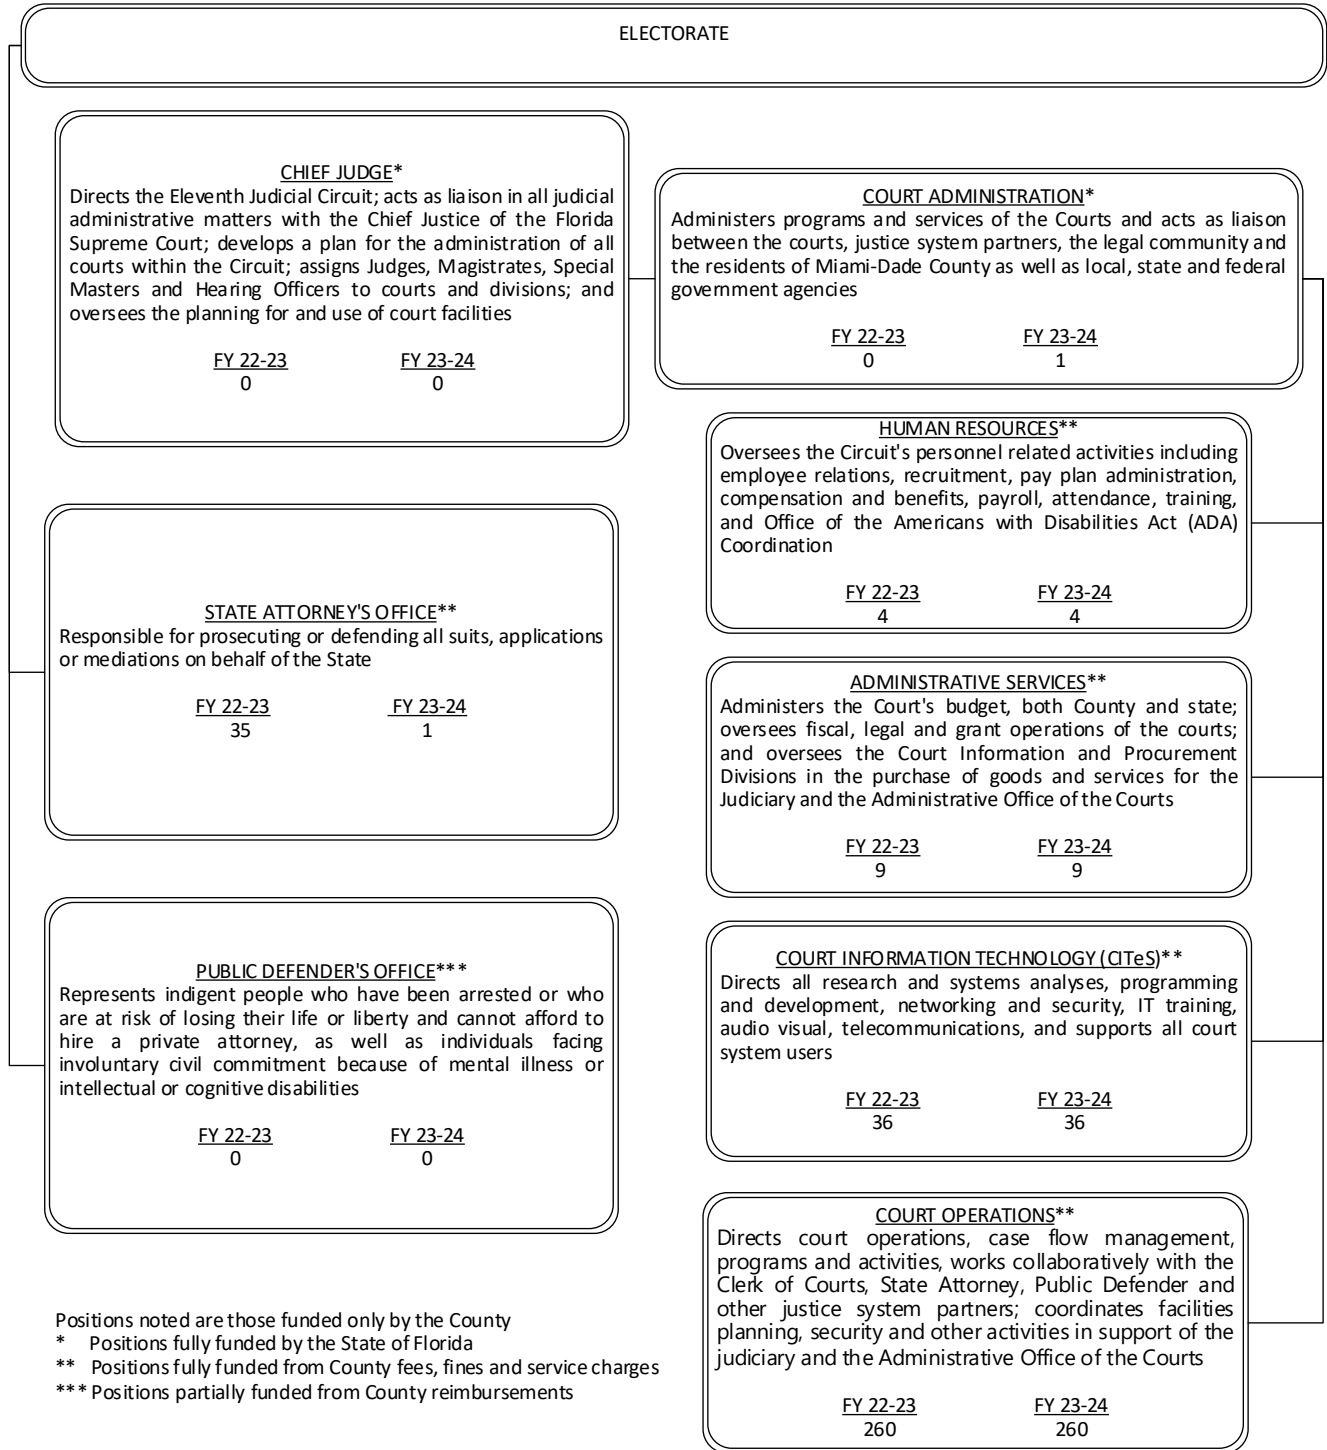 ELECTORATE
CHIEF JUDGE*
Directs the Eleventh Judicial Circuit; acts as liaison in all judicial
administrative matters with the Chief Justice of the Florida
Supreme Court; develops a plan for the administration of all
courts within the Circuit; assigns Judges, Magistrates, Special
Masters and Hearing Officers to courts and divisions; and
oversees the planning for and use of court facilities
FY 22-23 FY 23-24
0 0
COURT ADMINISTRATION*
Administers programs and services of the Courts and acts as liaison
between the courts, justice system partners, the legal community and
the residents of Miami-Dade County as well as local, state and federal
government agencies
FY 22-23 FY 23-24
0 1
HUMAN RESOURCES**
Oversees the Circuit's personnel related activities including
employee relations, recruitment, pay plan administration,
compensation and benefits, payroll, attendance, training,
and Office of the Americans with Disabilities Act (ADA)
Coordination
FY 22-23 FY 23-24
4 4
STATE ATTORNEY'S OFFICE**
Responsible for prosecuting or defending all suits, applications
or mediations on behalf of the State
FY 22-23 FY 23-24
35 1
ADMINISTRATIVE SERVICES**
Administers the Court's budget, both County and state;
oversees fiscal, legal and grant operations of the courts;
and oversees the Court Information and Procurement
Divisions in the purchase of goods and services for the
Judiciary and the Administrative Office of the Courts
FY 22-23 FY 23-24
9 9
PUBLIC DEFENDER'S OFFICE***
Represents indigent people who have been arrested or who
are at risk of losing their life or liberty and cannot afford to
hire a private attorney, as well as individuals facing
involuntary civil commitment because of mental illness or
intellectual or cognitive disabilities
FY 22-23 FY 23-24
0 0
COURT INFORMATION TECHNOLOGY (CITeS)**
Directs all research and systems analyses, programming
and development, networking and security, IT training,
audio visual, telecommunications, and supports all court
system users
FY 22-23 FY 23-24
36 36
COURT OPERATIONS**
Directs court operations, case flow management,
programs and activities, works collaboratively with the
Clerk of Courts, State Attorney, Public Defender and
other justice system partners; coordinates facilities
planning, security and other activities in support of the
judiciary and the Administrative Office of the Courts
FY 22-23 FY 23-24
260 260
Positions noted are those funded only by the County
* Positions fully funded by the State of Florida
** Positions fully funded from County fees, fines and service charges
*** Positions partially funded from County reimbursements